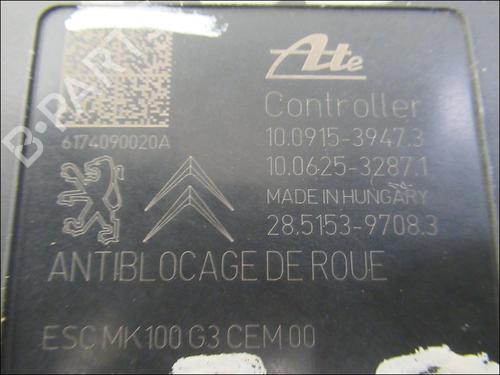 Ate
Controller
6174090020A
10.0915-3947.3
10.0625-3287.1
MADE IN HUNGARY
28.5153-9708.3
ANTIBLOCAGE DE ROUE
ESC MK100 G3 CEM 00
B-PARTS